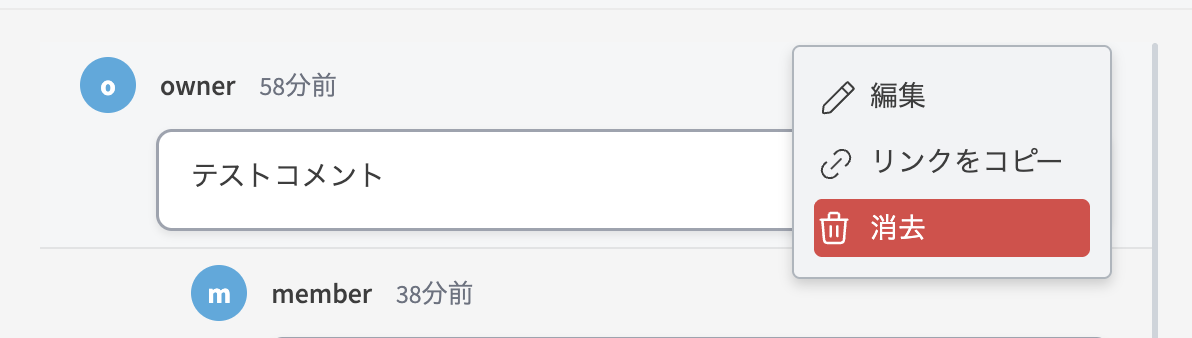 o owner 58分前
編集
テストコメント
リンクをコピー
消去
m member 38分前